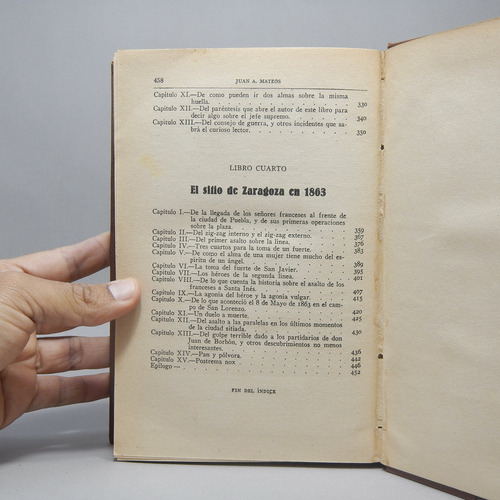 458 JUAN A. MATEOS
Capítulo XI.—De como pueden ir dos almas sobre la misma
huella. . . . . . . . . . . . . 330
Capítulo XII.—Del paréntesis que abre el autor de este libro para
decir algo sobre el jefe supremo. . . . . . 340
Capítulo XIII.—Del consejo de guerra, y otros incidentes que sa-
brá el curioso lector. . . . . . . . . 350
LIBRO CUARTO
El sitio de Zaragoza en 1863
Capítulo I.—De la llegada de los señores franceses al frente de
la ciudad de Puebla, y de sus primeras operaciones
sobre la plaza. . . . . . . . . . 359
Capítulo II.—Del zig-zag interno y el zig-zag externo. . . . 367
Capítulo III.—Del primer asalto sobre la línea. . . . . . 376
Capítulo IV.—Tres cuartos para la toma de un fuerte. . . . 383
Capítulo V.—De como el alma de una mujer tiene mucho del es-
píritu de un ángel. . . . . . . . . 389
Capítulo VI.—La toma del fuerte de San Javier. . . . . 395
Capítulo VII.—Los héroes de la segunda línea. . . . . . 401
Capítulo VIII.—De lo que cuenta la historia sobre el asalto de los
franceses a Santa Inés. . . . . . . . 407
Capítulo IX.—La agonía del héroe y la agonía vulgar. . . . 415
Capítulo X.—De lo que aconteció el 8 de Mayo de 1863 en el cam-
po de San Lorenzo. . . . . . . . . 420
Capítulo XI.—Un duelo a muerte. . . . . . . . . 425
Capítulo XII.—Del asalto a las paralelas en los últimos momentos
de la ciudad sitiada. . . . . . . . 430
Capítulo XIII.—Del golpe terrible dado a los partidarios de don
Juan de Borbón, y otros descubrimientos no menos
interesantes. . . . . . . . . . 436
Capítulo XIV.—Pan y pólvora. . . . . . . . . . 442
Capítulo XV.—Postrema nox . . . . . . . . . . 446
Epílogo — . . . . . . . . . . . . . 452
FIN DEL ÍNDICE